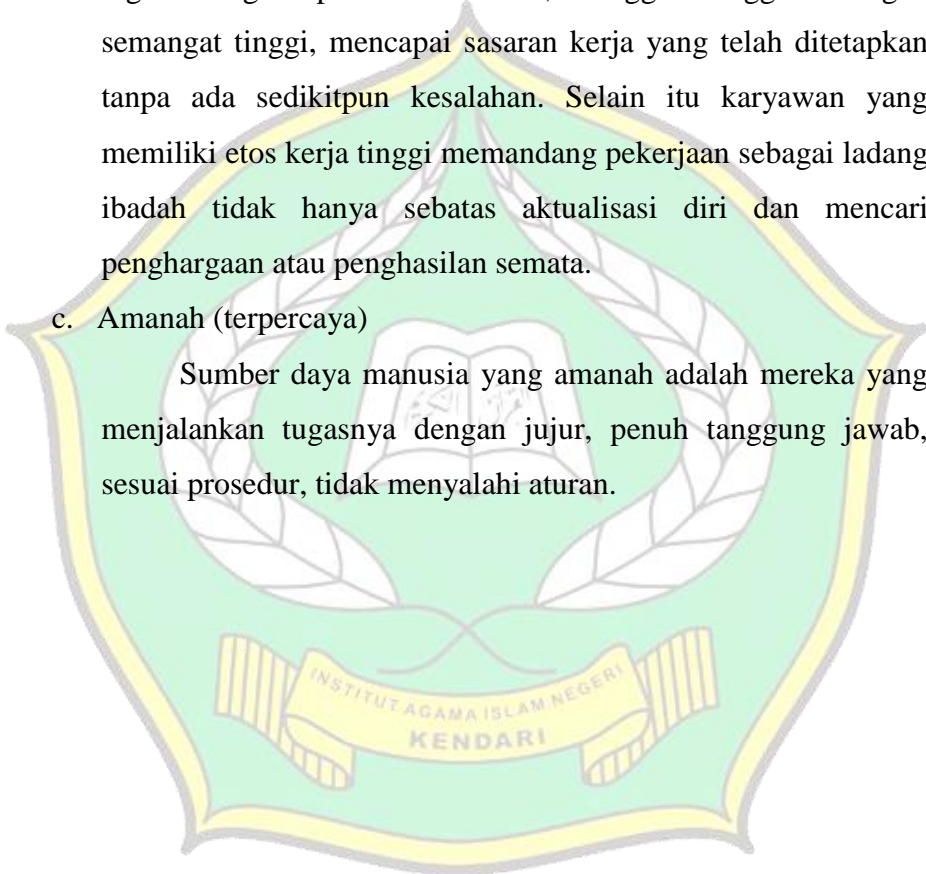 semangat tinggi, mencapai sasaran kerja yang telah ditetapkan
tanpa ada sedikitpun kesalahan. Selain itu karyawan yang
memiliki etos kerja tinggi memandang pekerjaan sebagai ladang
ibadah tidak hanya sebatas aktualisasi diri dan mencari
penghargaan atau penghasilan semata.
c. Amanah (terpercaya)
Sumber daya manusia yang amanah adalah mereka yang
menjalankan tugasnya dengan jujur, penuh tanggung jawab,
sesuai prosedur, tidak menyalahi aturan.
INSTITUT AGAMA ISLAM NEGERI
KENDARI